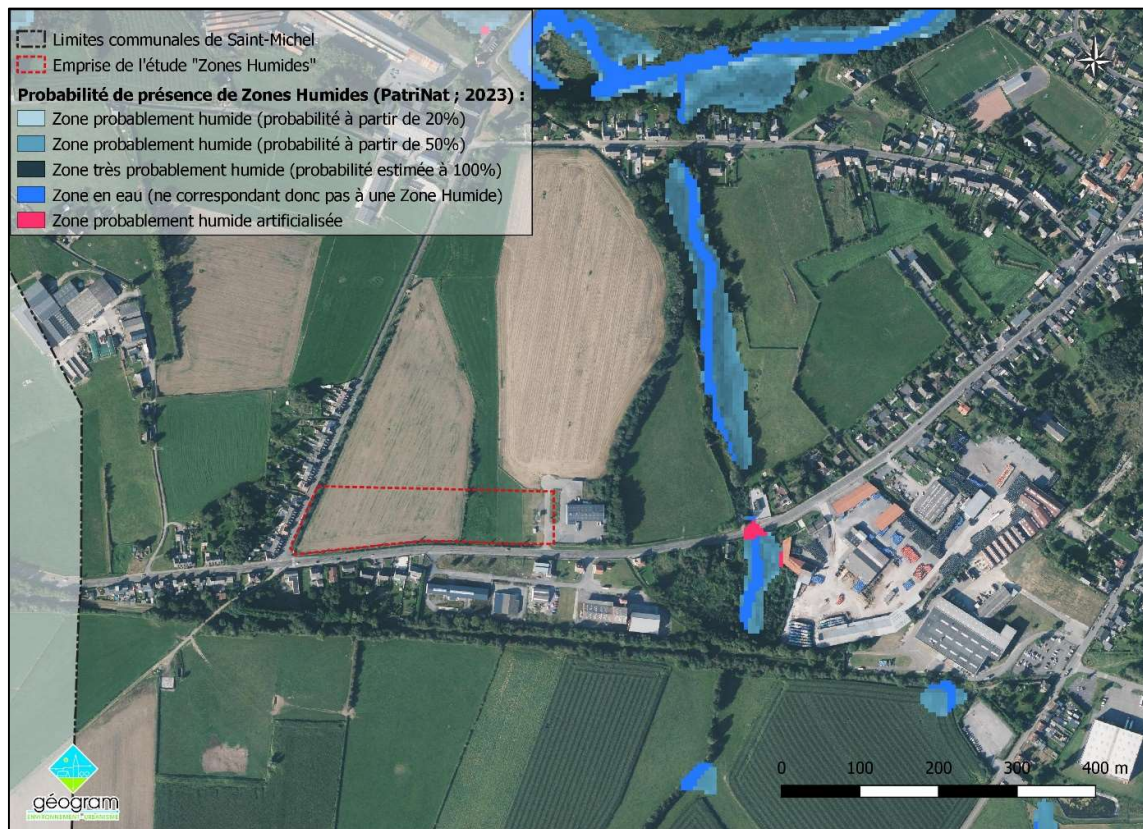 Limites communales de Saint-Michel
Emprise de l'étude "Zones Humides"
Probabilité de présence de Zones Humides (PatriNat ; 2023) :
Zone probablement humide (probabilité à partir de 20%)
Zone probablement humide (probabilité à partir de 50%)
Zone très probablement humide (probabilité estimée à 100%)
Zone en eau (ne correspondant donc pas à une Zone Humide)
Zone probablement humide artificialisée
0 100 200 300 400 m
géogram
ENVIRONNEMENT URBANISME